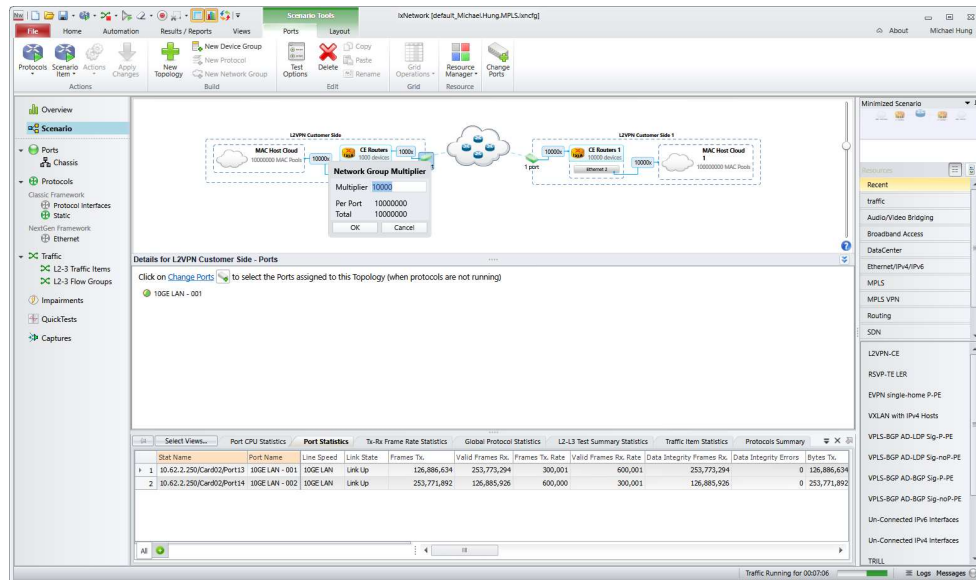 Nw
Scenario Tools
IxNetwork [default_Michael.Hung.MPLS.ixncfg]
File Home Automation Results / Reports Views Ports Layout
About Michael Hung
Protocols Scenario Item Actions Apply Changes
New Topology
New Device Group
New Protocol
New Network Group
Test Options Delete
Copy
Paste
Rename
Grid Operations Resource Manager Change Ports
Actions Build Edit Grid Resource
Overview
Scenario
Ports
Chassis
Protocols
Classic Framework
Protocol Interfaces
Static
NextGen Framework
Ethernet
Traffic
L2-3 Traffic Items
L2-3 Flow Groups
Impairments
QuickTests
Captures
L2VPN Customer Side
MAC Host Cloud
10000000 MAC Pools
10000x
CE Routers
1000 devices
1000x
1
Network Group Multiplier
Multiplier 10000
Per Port 10000000
Total 10000000
OK Cancel
L2VPN Customer Side 1
1 port
1000x
CE Routers 1
1000 devices
Ethernet 2
10000x
MAC Host Cloud 1
100000000 MAC Pools
Details for L2VPN Customer Side - Ports
Click on Change Ports to select the Ports assigned to this Topology (when protocols are not running)
10GE LAN - 001
Select Views... Port CPU Statistics Port Statistics Tx-Rx Frame Rate Statistics Global Protocol Statistics L2-L3 Test Summary Statistics Traffic Item Statistics Protocols Summary
Stat Name Port Name Line Speed Link State Frames Tx. Valid Frames Rx. Frames Tx. Rate Valid Frames Rx. Rate Data Integrity Frames Rx. Data Integrity Errors Bytes Tx.
1 10.62.2.250/Card02/Port13 10GE LAN - 001 10GE LAN Link Up 126,886,634 253,773,294 300,001 600,001 253,773,294 0 126,886,634
2 10.62.2.250/Card02/Port14 10GE LAN - 002 10GE LAN Link Up 253,771,892 126,885,926 600,000 300,001 126,885,926 0 253,771,892
All
Minimized Scenario
Resources
Recent
traffic
Audio/Video Bridging
Broadband Access
DataCenter
Ethernet/IPv4/IPv6
MPLS
MPLS VPN
Routing
SDN
L2VPN-CE
RSVP-TE LER
EVPN single-home P-PE
VXLAN with IPv4 Hosts
VPLS-BGP AD-LDP Sig-P-PE
VPLS-BGP AD-LDP Sig-noP-PE
VPLS-BGP AD-BGP Sig-P-PE
VPLS-BGP AD-BGP Sig-noP-PE
Un-Connected IPv6 Interfaces
Un-Connected IPv4 Interfaces
TRILL
Traffic Running for 00:07:06 Logs Messages